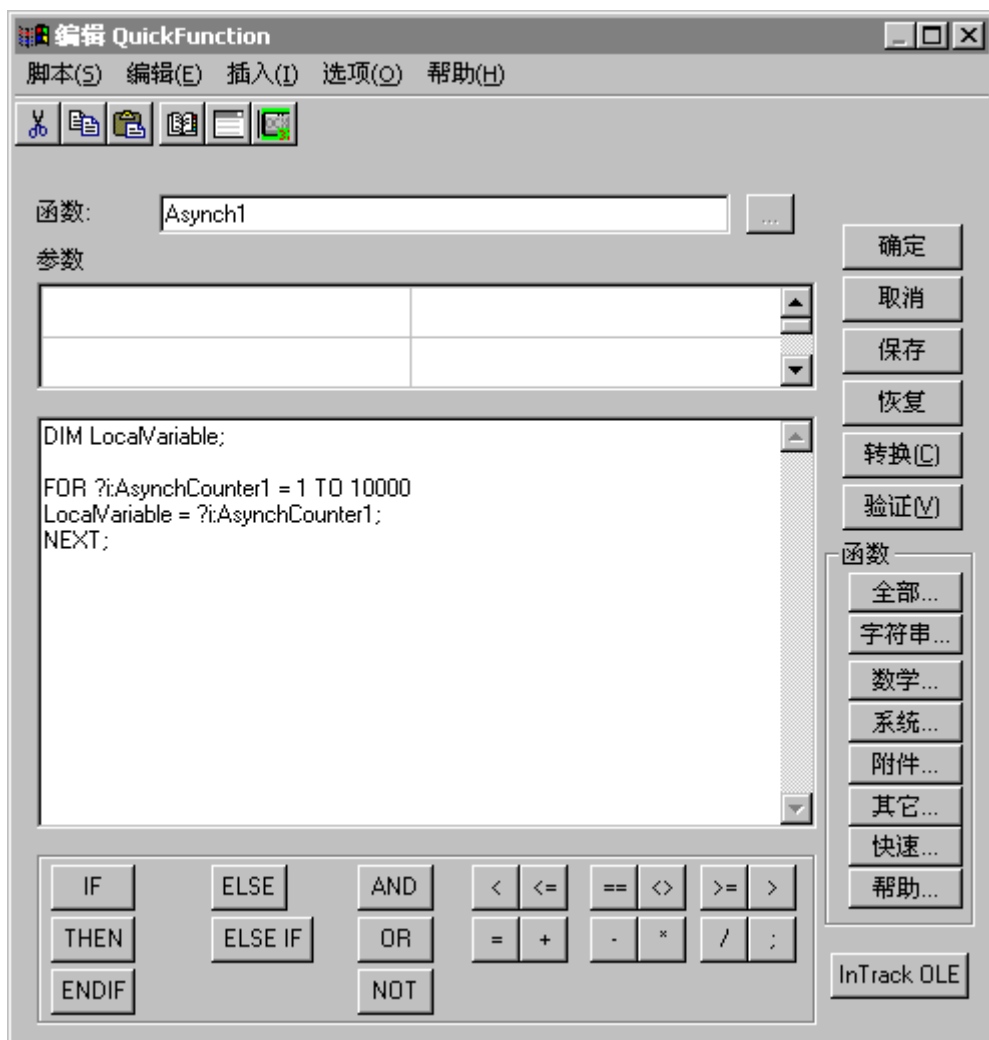 编辑 QuickFunction
脚本(S) 编辑(E) 插入(I) 选项(O) 帮助(H)
函数: Asynch1 ...
参数
确定
取消
保存
恢复
转换(C)
验证(V)
DIM LocalVariable;
FOR ?i:AsynchCounter1 = 1 TO 10000
LocalVariable = ?i:AsynchCounter1;
NEXT;
函数
全部...
字符串...
数学...
系统...
附件...
其它...
快速...
帮助...
IF ELSE AND < <= == <> >= >
THEN ELSE IF OR = + - * / ;
ENDIF NOT
InTrack OLE